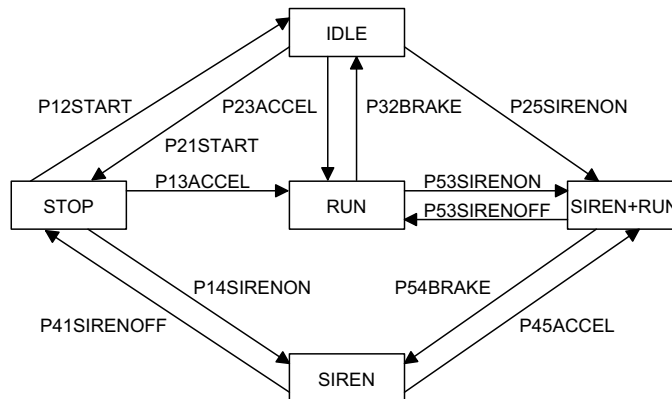 IDLE
P12START
P23ACCEL
P32BRAKE
P25SIRENON
P21START
P13ACCEL
P53SIRENON
STOP
RUN
SIREN+RUN
P53SIRENOFF
P14SIRENON
P54BRAKE
P41SIRENOFF
P45ACCEL
SIREN